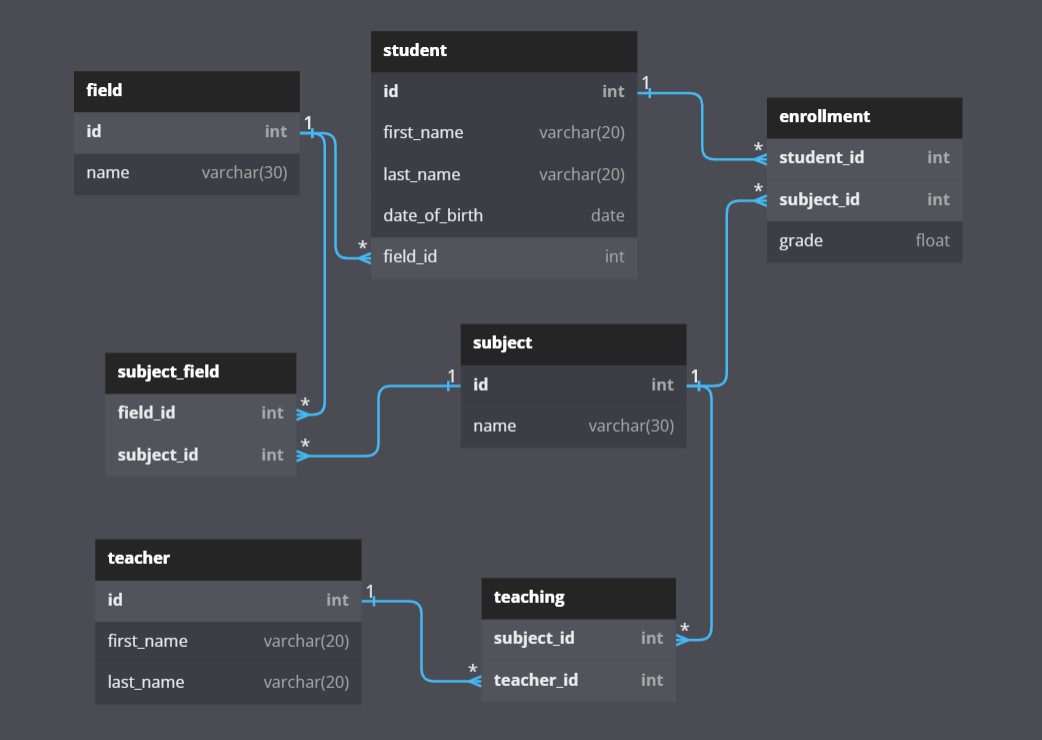 field
id int
name varchar(30)
student
id int
first_name varchar(20)
last_name varchar(20)
date_of_birth date
field_id int
enrollment
student_id int
subject_id int
grade float
subject_field
field_id int
subject_id int
subject
id int
name varchar(30)
teacher
id int
first_name varchar(20)
last_name varchar(20)
teaching
subject_id int
teacher_id int
1
*
*
1
*
1
*
1
*
*
1
*